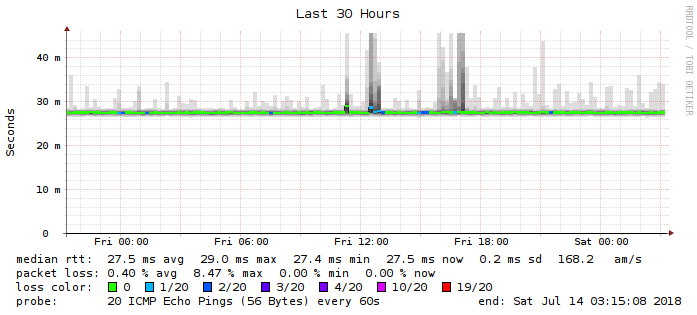 Last 30 Hours
RRDTOOL / TOBI OETIKER
Seconds
40 m
30 m
20 m
10 m
0
Fri 00:00 Fri 06:00 Fri 12:00 Fri 18:00 Sat 00:00
median rtt: 27.5 ms avg 29.0 ms max 27.4 ms min 27.5 ms now 0.2 ms sd 168.2 am/s
packet loss: 0.40 % avg 8.47 % max 0.00 % min 0.00 % now
loss color: 0 1/20 2/20 3/20 4/20 10/20 19/20
probe: 20 ICMP Echo Pings (56 Bytes) every 60s end: Sat Jul 14 03:15:08 2018